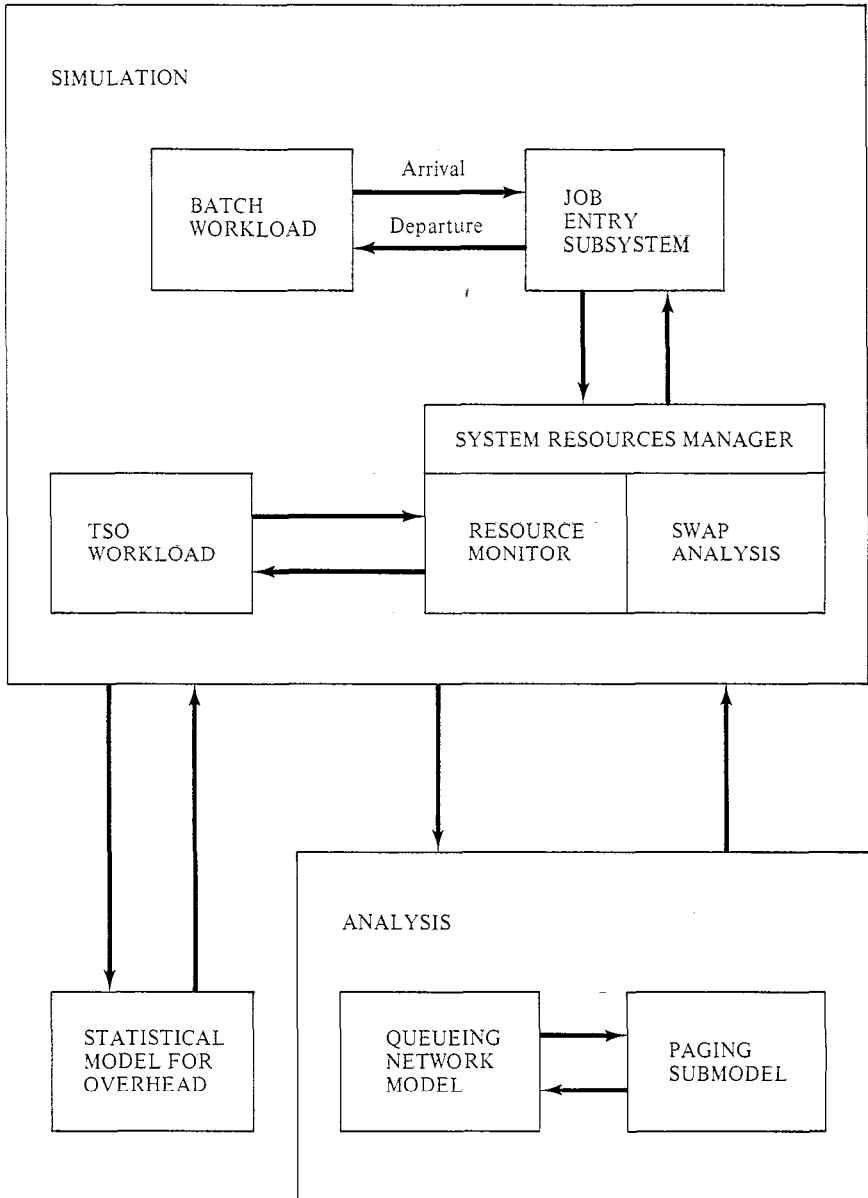 SIMULATION
BATCH
WORKLOAD
Arrival
Departure
JOB
ENTRY
SUBSYSTEM
SYSTEM RESOURCES MANAGER
TSO
WORKLOAD
RESOURCE
MONITOR
SWAP
ANALYSIS
ANALYSIS
STATISTICAL
MODEL FOR
OVERHEAD
QUEUEING
NETWORK
MODEL
PAGING
SUBMODEL